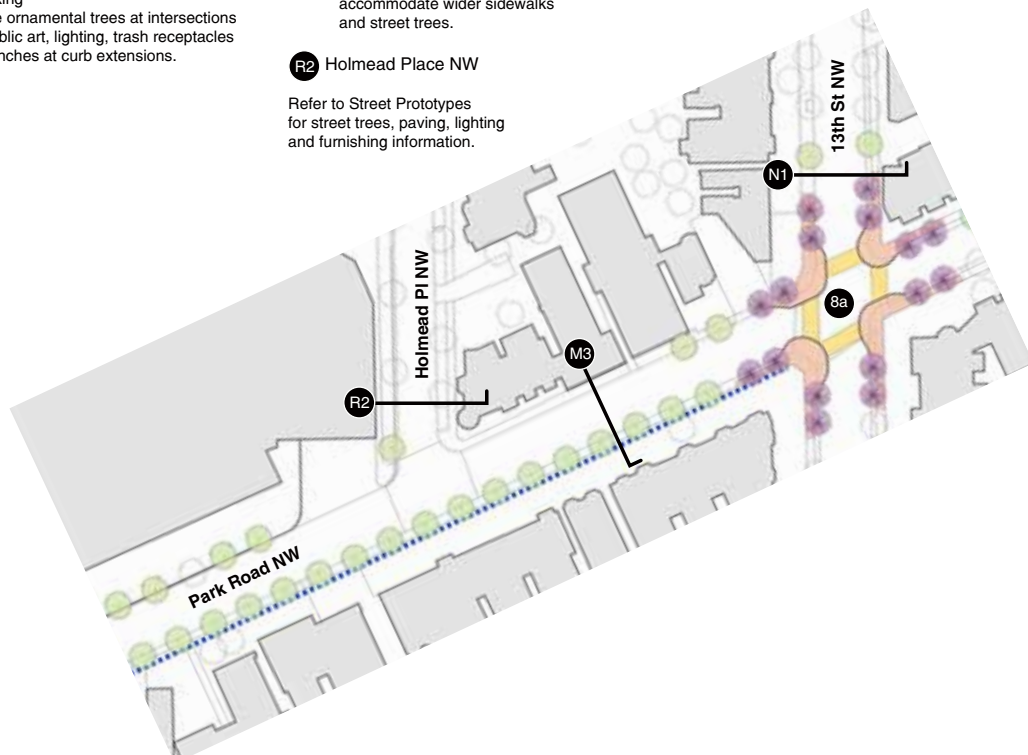 e ornamental trees at intersections
blic art, lighting, trash receptacles
nches at curb extensions.
accommodate wider sidewalks
and street trees.
R2 Holmead Place NW
Refer to Street Prototypes
for street trees, paving, lighting
and furnishing information.
13th St NW
N1
Holmead Pl NW
8a
M3
R2
Park Road NW